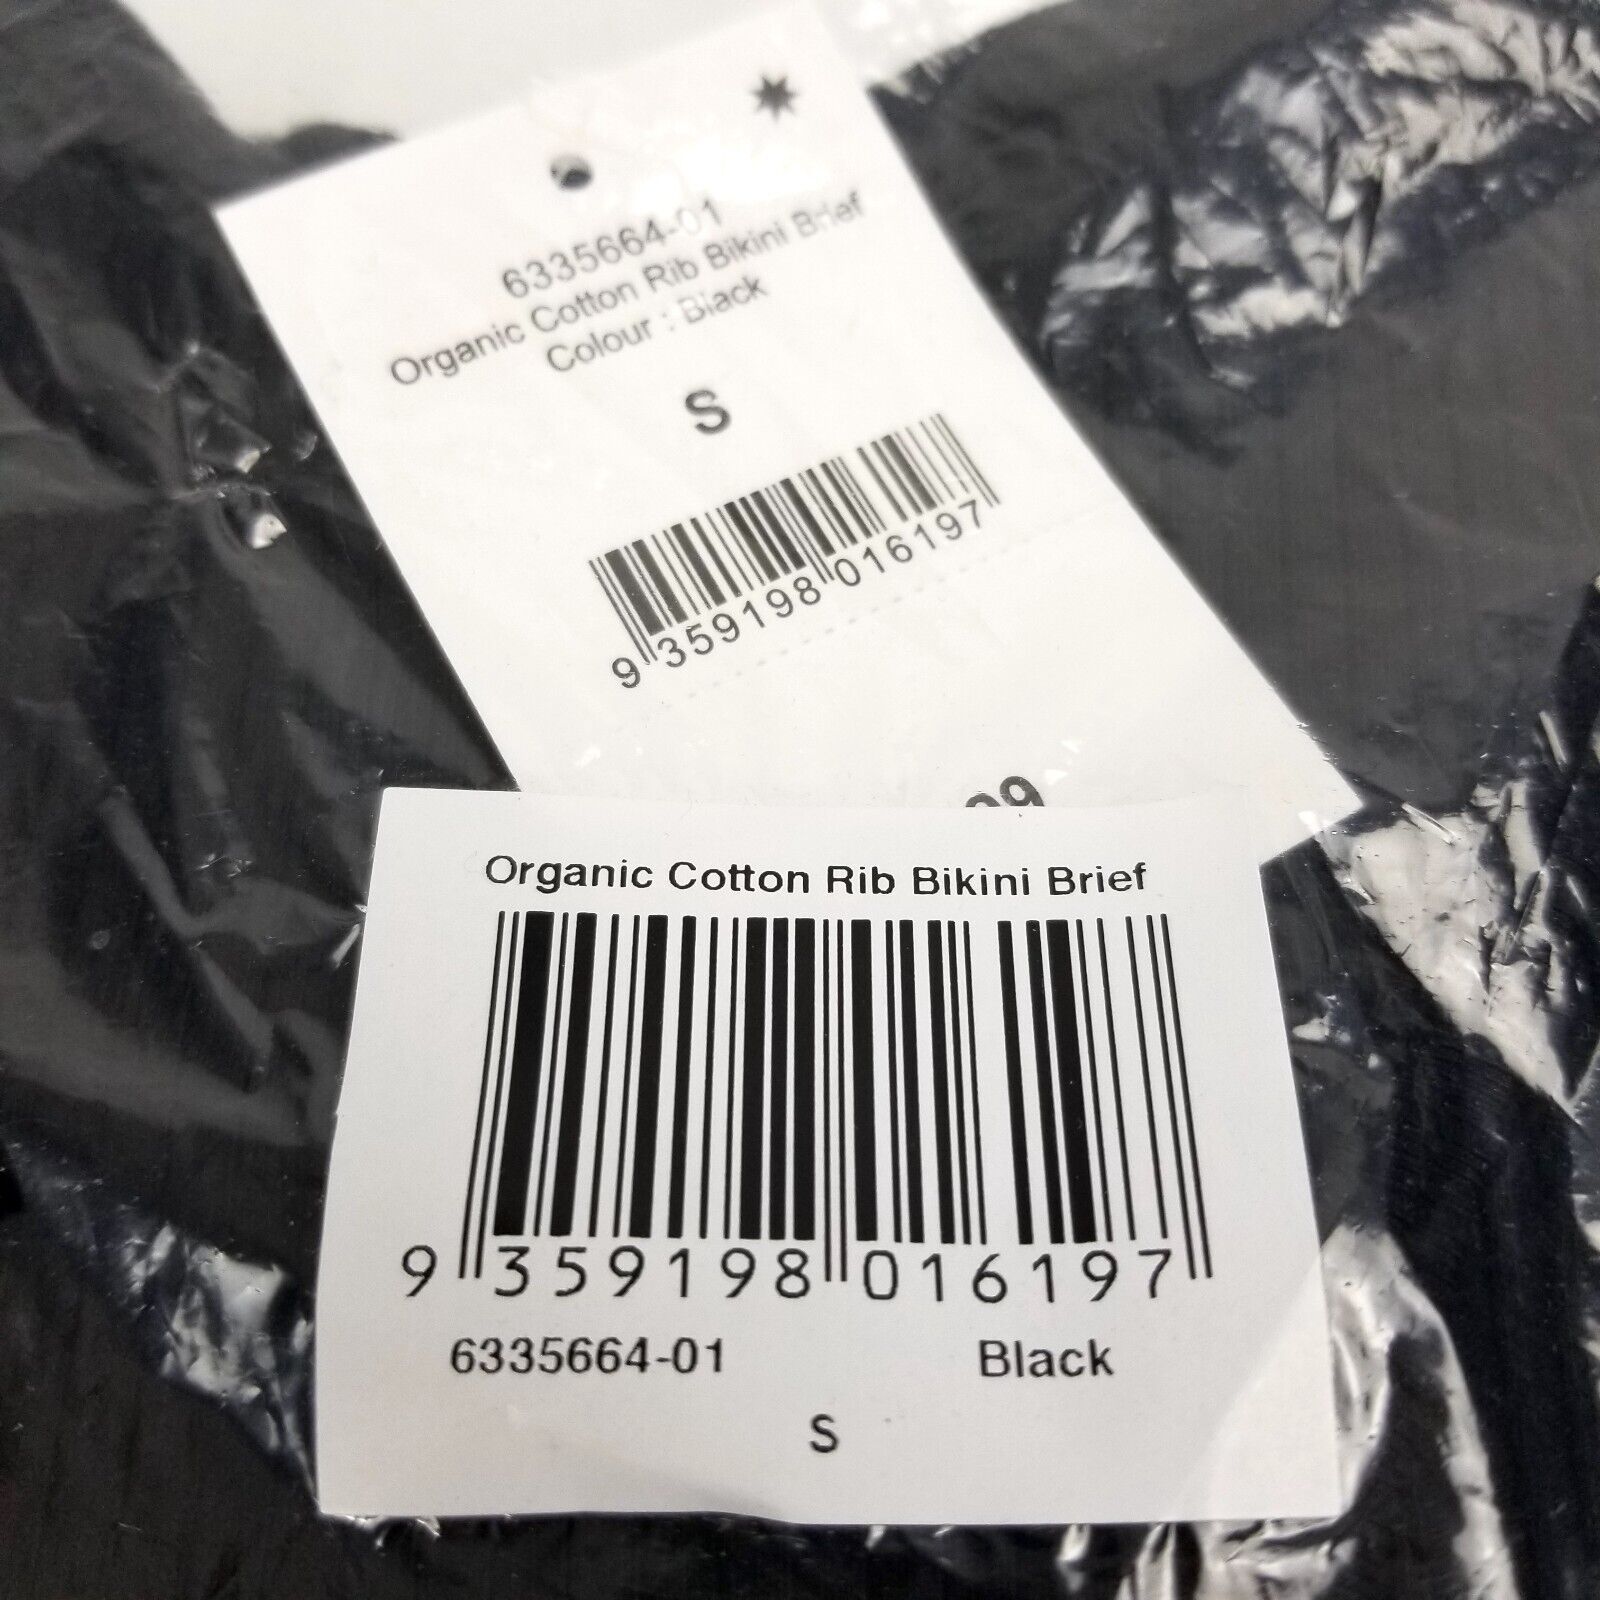 6335664-01
Organic Cotton Rib Bikini Brief
Colour : Black
S
9 359198 016197
Organic Cotton Rib Bikini Brief
9 359198 016197
6335664-01 Black
S